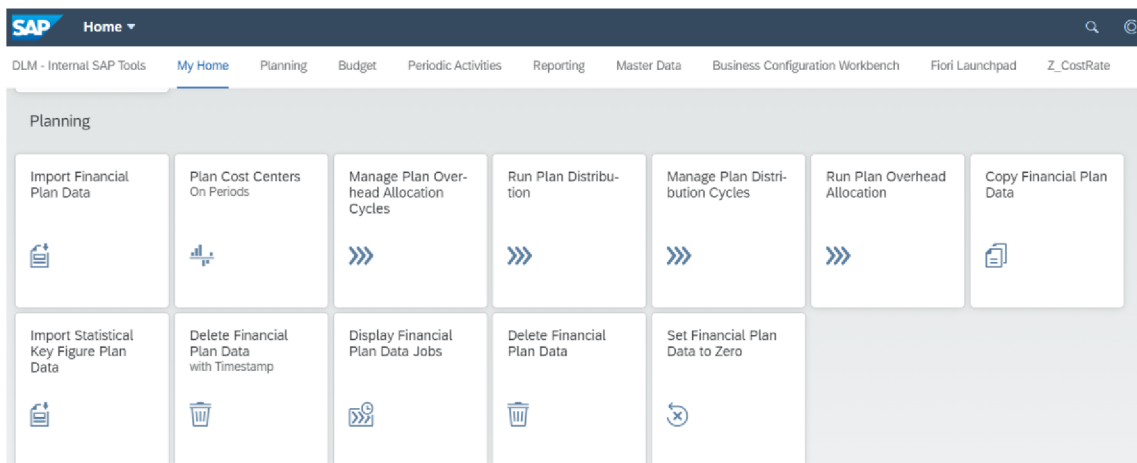 SAP Home
DLM - Internal SAP Tools My Home Planning Budget Periodic Activities Reporting Master Data Business Configuration Workbench Fiori Launchpad Z_CostRate
Planning
Import Financial
Plan Data
Plan Cost Centers
On Periods
Manage Plan Over-
head Allocation
Cycles
Run Plan Distribu-
tion
Manage Plan Distri-
bution Cycles
Run Plan Overhead
Allocation
Copy Financial Plan
Data
Import Statistical
Key Figure Plan
Data
Delete Financial
Plan Data
with Timestamp
Display Financial
Plan Data Jobs
Delete Financial
Plan Data
Set Financial Plan
Data to Zero